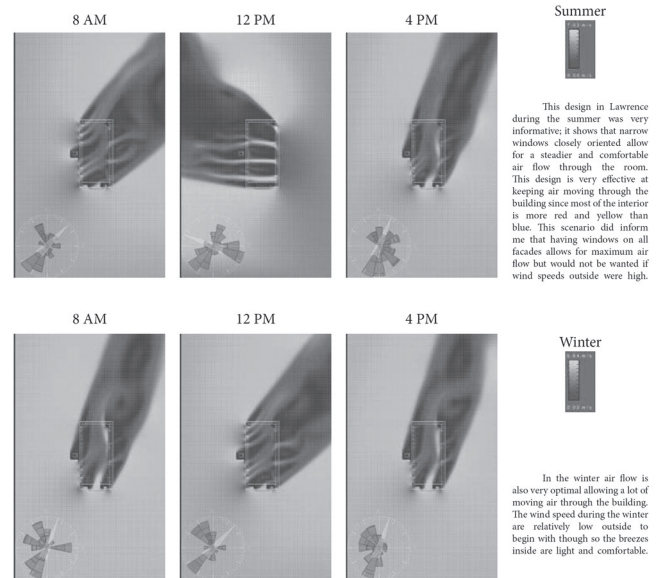 8 AM
12 PM
4 PM
Summer
This design in Lawrence
during the summer was very
informative; it shows that narrow
windows closely oriented allow
for a steadier and comfortable
air flow through the room.
This design is very effective at
keeping air moving through the
building since most of the interior
is more red and yellow than
blue. This scenario did inform
me that having windows on all
facades allows for maximum air
flow but would not be wanted if
wind speeds outside were high.
8 AM
12 PM
4 PM
Winter
In the winter air flow is
also very optimal allowing a lot of
moving air through the building.
The wind speed during the winter
are relatively low outside to
begin with though so the breezes
inside are light and comfortable.